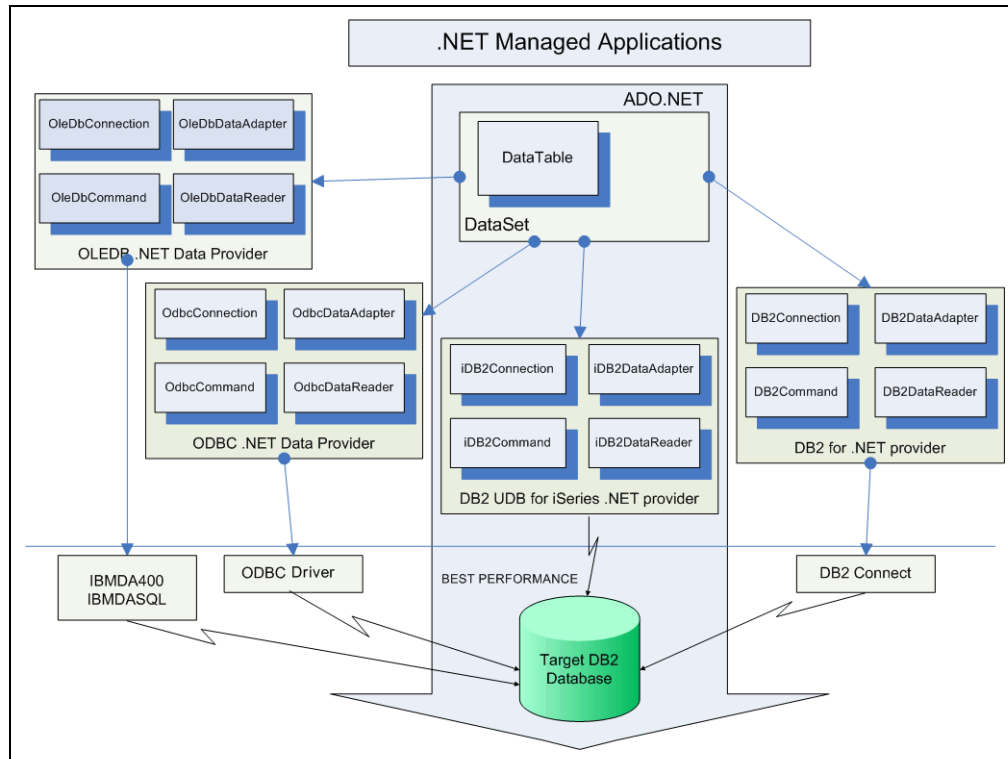 .NET Managed Applications
ADO.NET
OleDbConnection
OleDbDataAdapter
OleDbCommand
OleDbDataReader
OLEDB .NET Data Provider
DataTable
DataSet
OdbcConnection
OdbcDataAdapter
OdbcCommand
OdbcDataReader
ODBC .NET Data Provider
iDB2Connection
iDB2DataAdapter
iDB2Command
iDB2DataReader
DB2 UDB for iSeries .NET provider
DB2Connection
DB2DataAdapter
DB2Command
DB2DataReader
DB2 for .NET provider
IBMDA400
IBMDASQL
ODBC Driver
BEST PERFORMANCE
DB2 Connect
Target DB2
Database